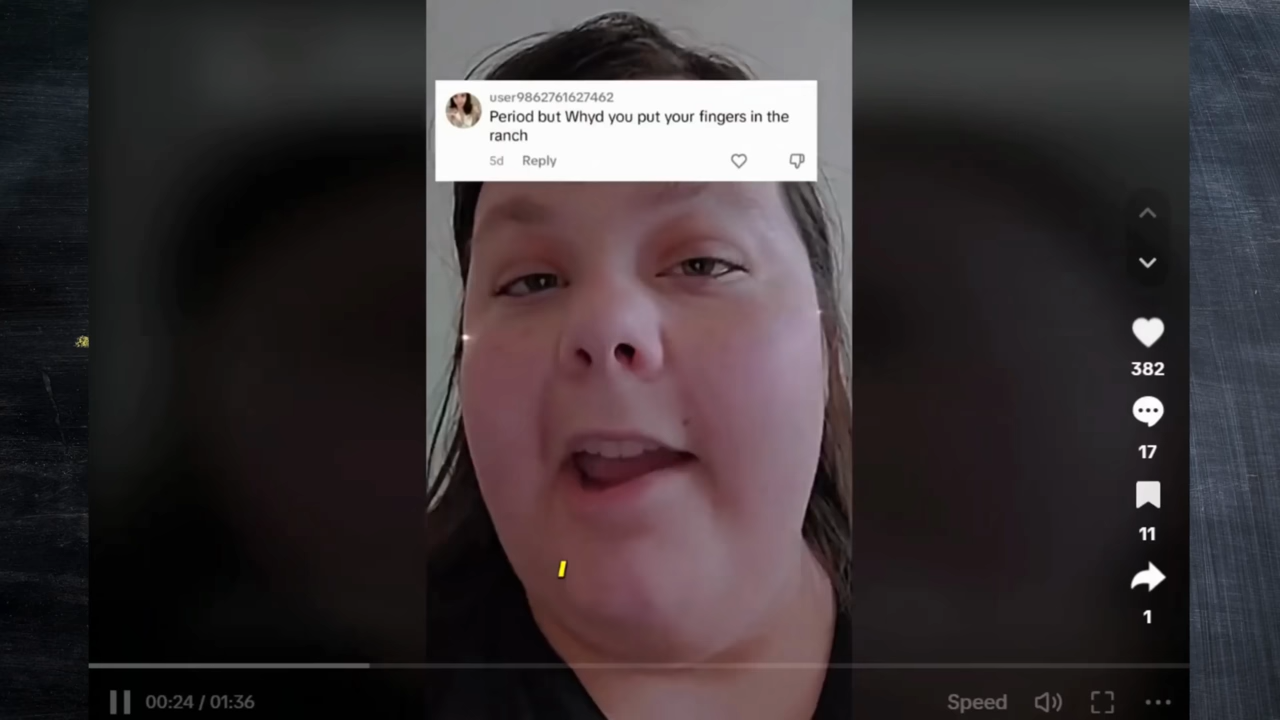 user9862761627462
Period but Whyd you put your fingers in the
ranch
5d Reply
I
382
17
11
1
00:24 / 01:36
Speed